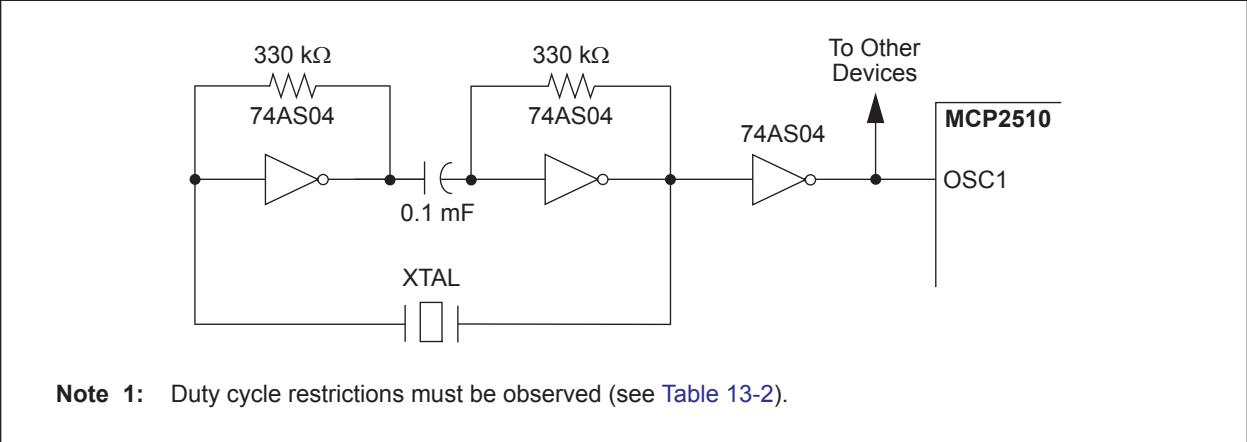 330 kΩ
330 kΩ
To Other
Devices
74AS04
74AS04
74AS04
MCP2510
OSC1
0.1 mF
XTAL
Note 1: Duty cycle restrictions must be observed (see Table 13-2).